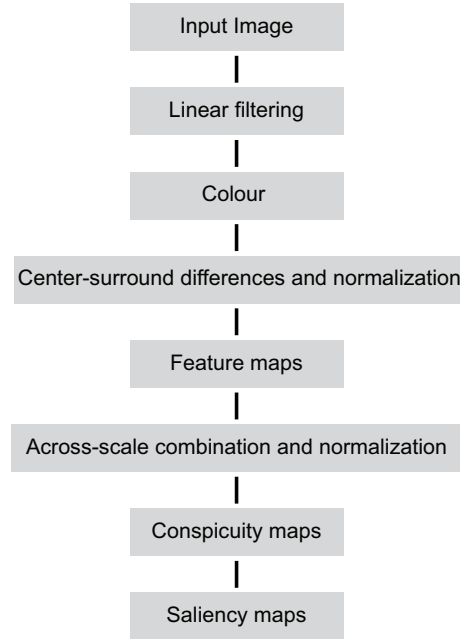 Input Image
Linear filtering
Colour
Center-surround differences and normalization
Feature maps
Across-scale combination and normalization
Conspicuity maps
Saliency maps